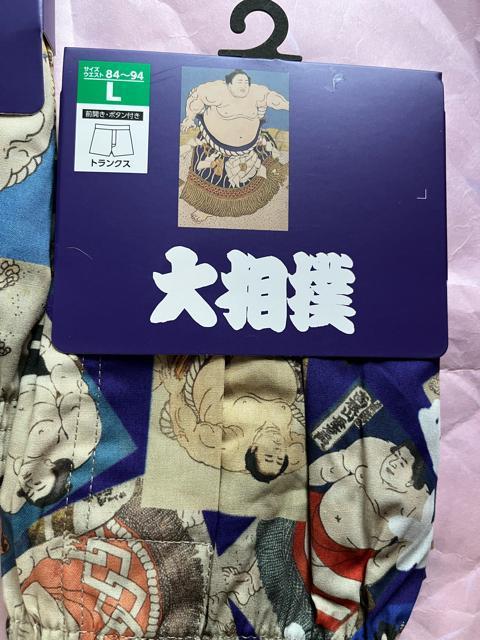 サイズ
ウエスト 84〜94
L
前開き・ボタン付き
トランクス
大相撲